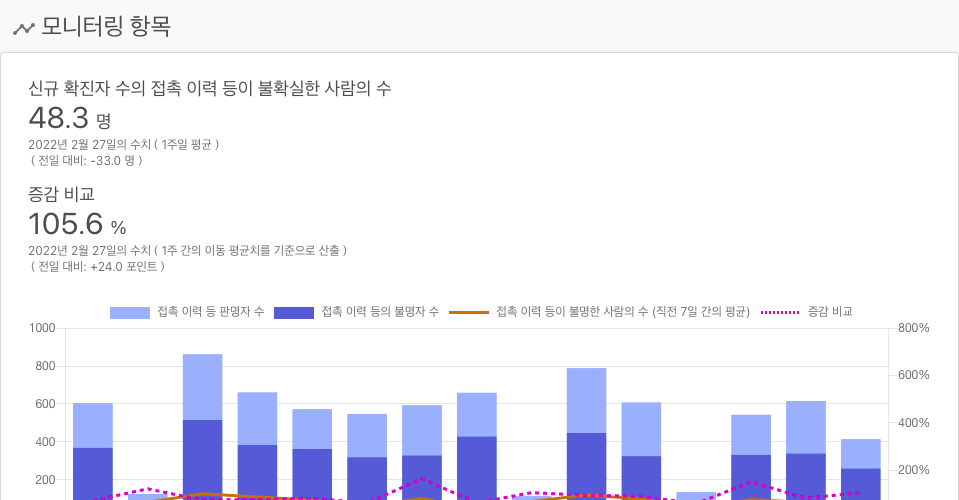 모니터링 항목
신규 확진자 수의 접촉 이력 등이 불확실한 사람의 수
48.3 명
2022년 2월 27일의 수치 ( 1주일 평균 )
( 전일 대비: -33.0 명 )
증감 비교
105.6 %
2022년 2월 27일의 수치 ( 1주 간의 이동 평균치를 기준으로 산출 )
( 전일 대비: +24.0 포인트 )
접촉 이력 등 판명자 수 접촉 이력 등의 불명자 수 접촉 이력 등이 불명한 사람의 수 (직전 7일 간의 평균) 증감 비교
1000 800%
800
600%
600
400%
400
200%
200